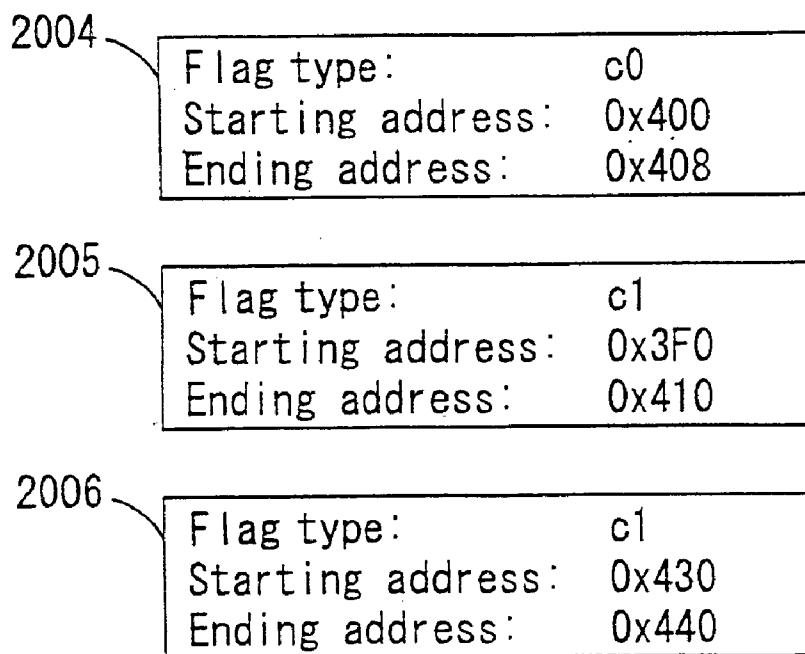 2004
Flag type: c0
Starting address: 0x400
Ending address: 0x408
2005
Flag type: c1
Starting address: 0x3F0
Ending address: 0x410
2006
Flag type: c1
Starting address: 0x430
Ending address: 0x440